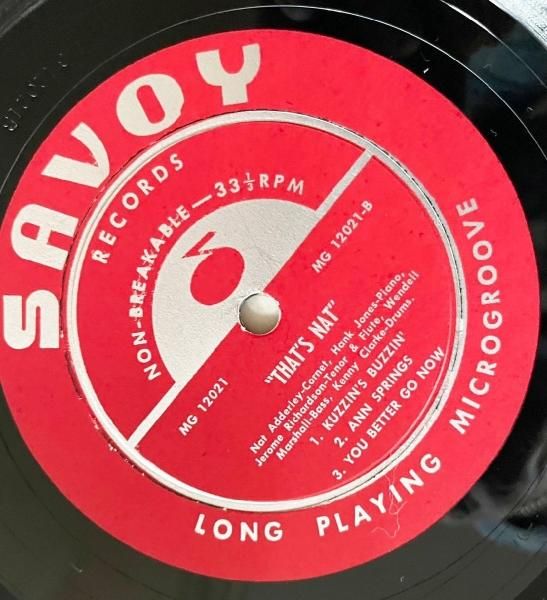 SAVOY
RECORDS
NON-BREAKABLE—33⅓RPM
MG 12021
MG 12021-B
"THAT'S NAT"
Nat Adderley-Cornet, Hank Jones-Piano,
Jerome Richardson-Tenor & Flute, Wendell
Marshall-Bass, Kenny Clarke-Drums.
1. KUZZIN'S BUZZIN'
2. ANN SPRINGS
3. YOU BETTER GO NOW
LONG PLAYING MICROGROOVE